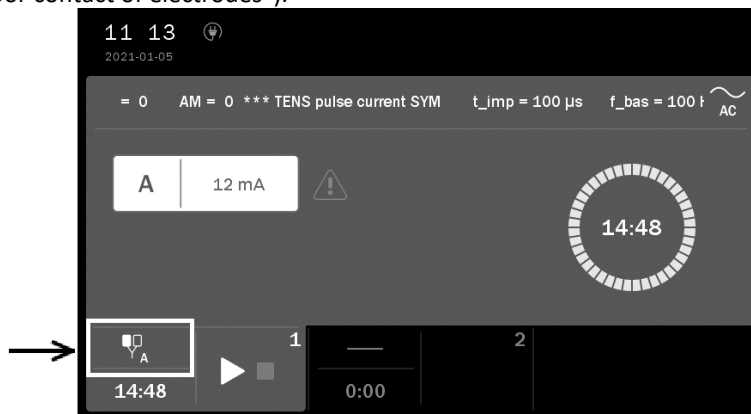 or contact of electrodes").
11 13
2021-01-05
= 0 AM = 0 *** TENS pulse current SYM t_imp = 100 µs f_bas = 100
AC
A 12 mA
14:48
A
1
2
14:48
0:00